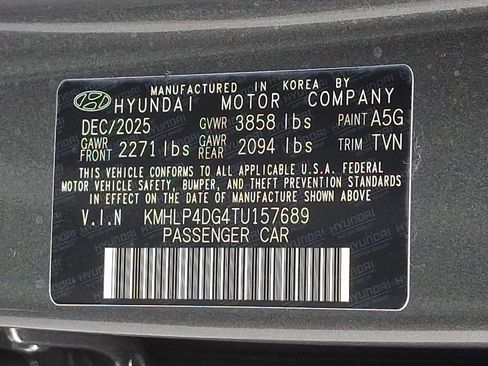 MANUFACTURED IN KOREA BY
HYUNDAI MOTOR COMPANY
DEC/2025 GVWR 3858 lbs PAINT A5G
GAWR FRONT 2271 lbs GAWR REAR 2094 lbs TRIM TVN
THIS VEHICLE CONFORMS TO ALL APPLICABLE U.S.A. FEDERAL
MOTOR VEHICLE SAFETY, BUMPER, AND THEFT PREVENTION STANDARDS
IN EFFECT ON THE DATE OF MANUFACTURE SHOWN ABOVE
V.I.N KMHLP4DG4TU157689
PASSENGER CAR